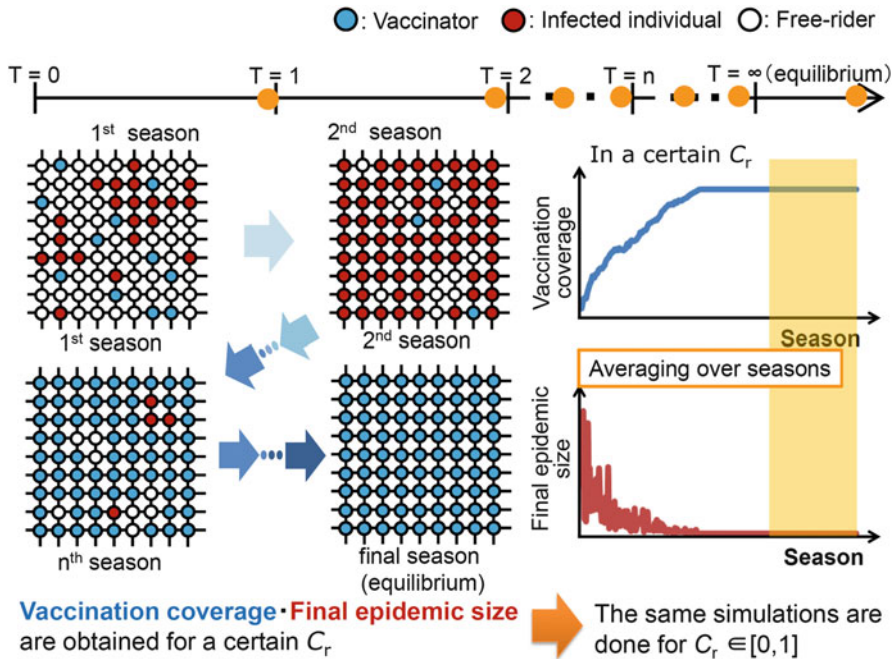 : Vaccinator : Infected individual : Free-rider
T = 0 T = 1 T = 2 T = n T = ∞ (equilibrium)
1st season 2nd season
In a certain Cr
Vaccination coverage
Season
1st season 2nd season
Averaging over seasons
Final epidemic size
Season
nth season
final season
(equilibrium)
Vaccination coverage・Final epidemic size
are obtained for a certain Cr
The same simulations are
done for Cr ∈[0,1]